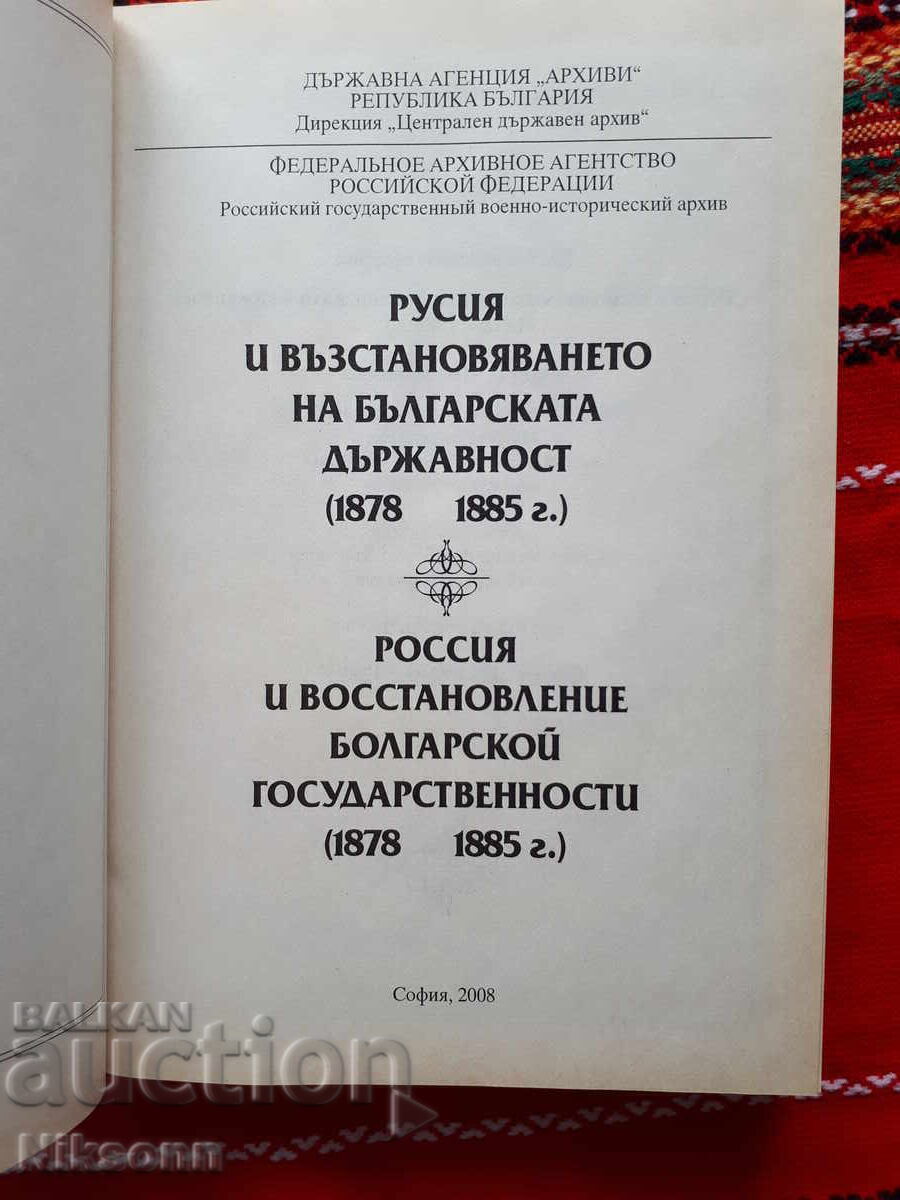 ДЪРЖАВНА АГЕНЦИЯ „АРХИВИ“
РЕПУБЛИКА БЪЛГАРИЯ
Дирекция „Централен държавен архив“
ФЕДЕРАЛЬНОЕ АРХИВНОЕ АГЕНТСТВО
РОССИЙСКОЙ ФЕДЕРАЦИИ
Российский государственный военно-исторический архив
РУСИЯ
И ВЪЗСТАНОВЯВАНЕТО
НА БЪЛГАРСКАТА
ДЪРЖАВНОСТ
(1878 1885 г.)
РОССИЯ
И ВОССТАНОВЛЕНИЕ
БОЛГАРСКОЙ
ГОСУДАРСТВЕННОСТИ
(1878 1885 г.)
София, 2008
BALKAN
auction
Niksonn